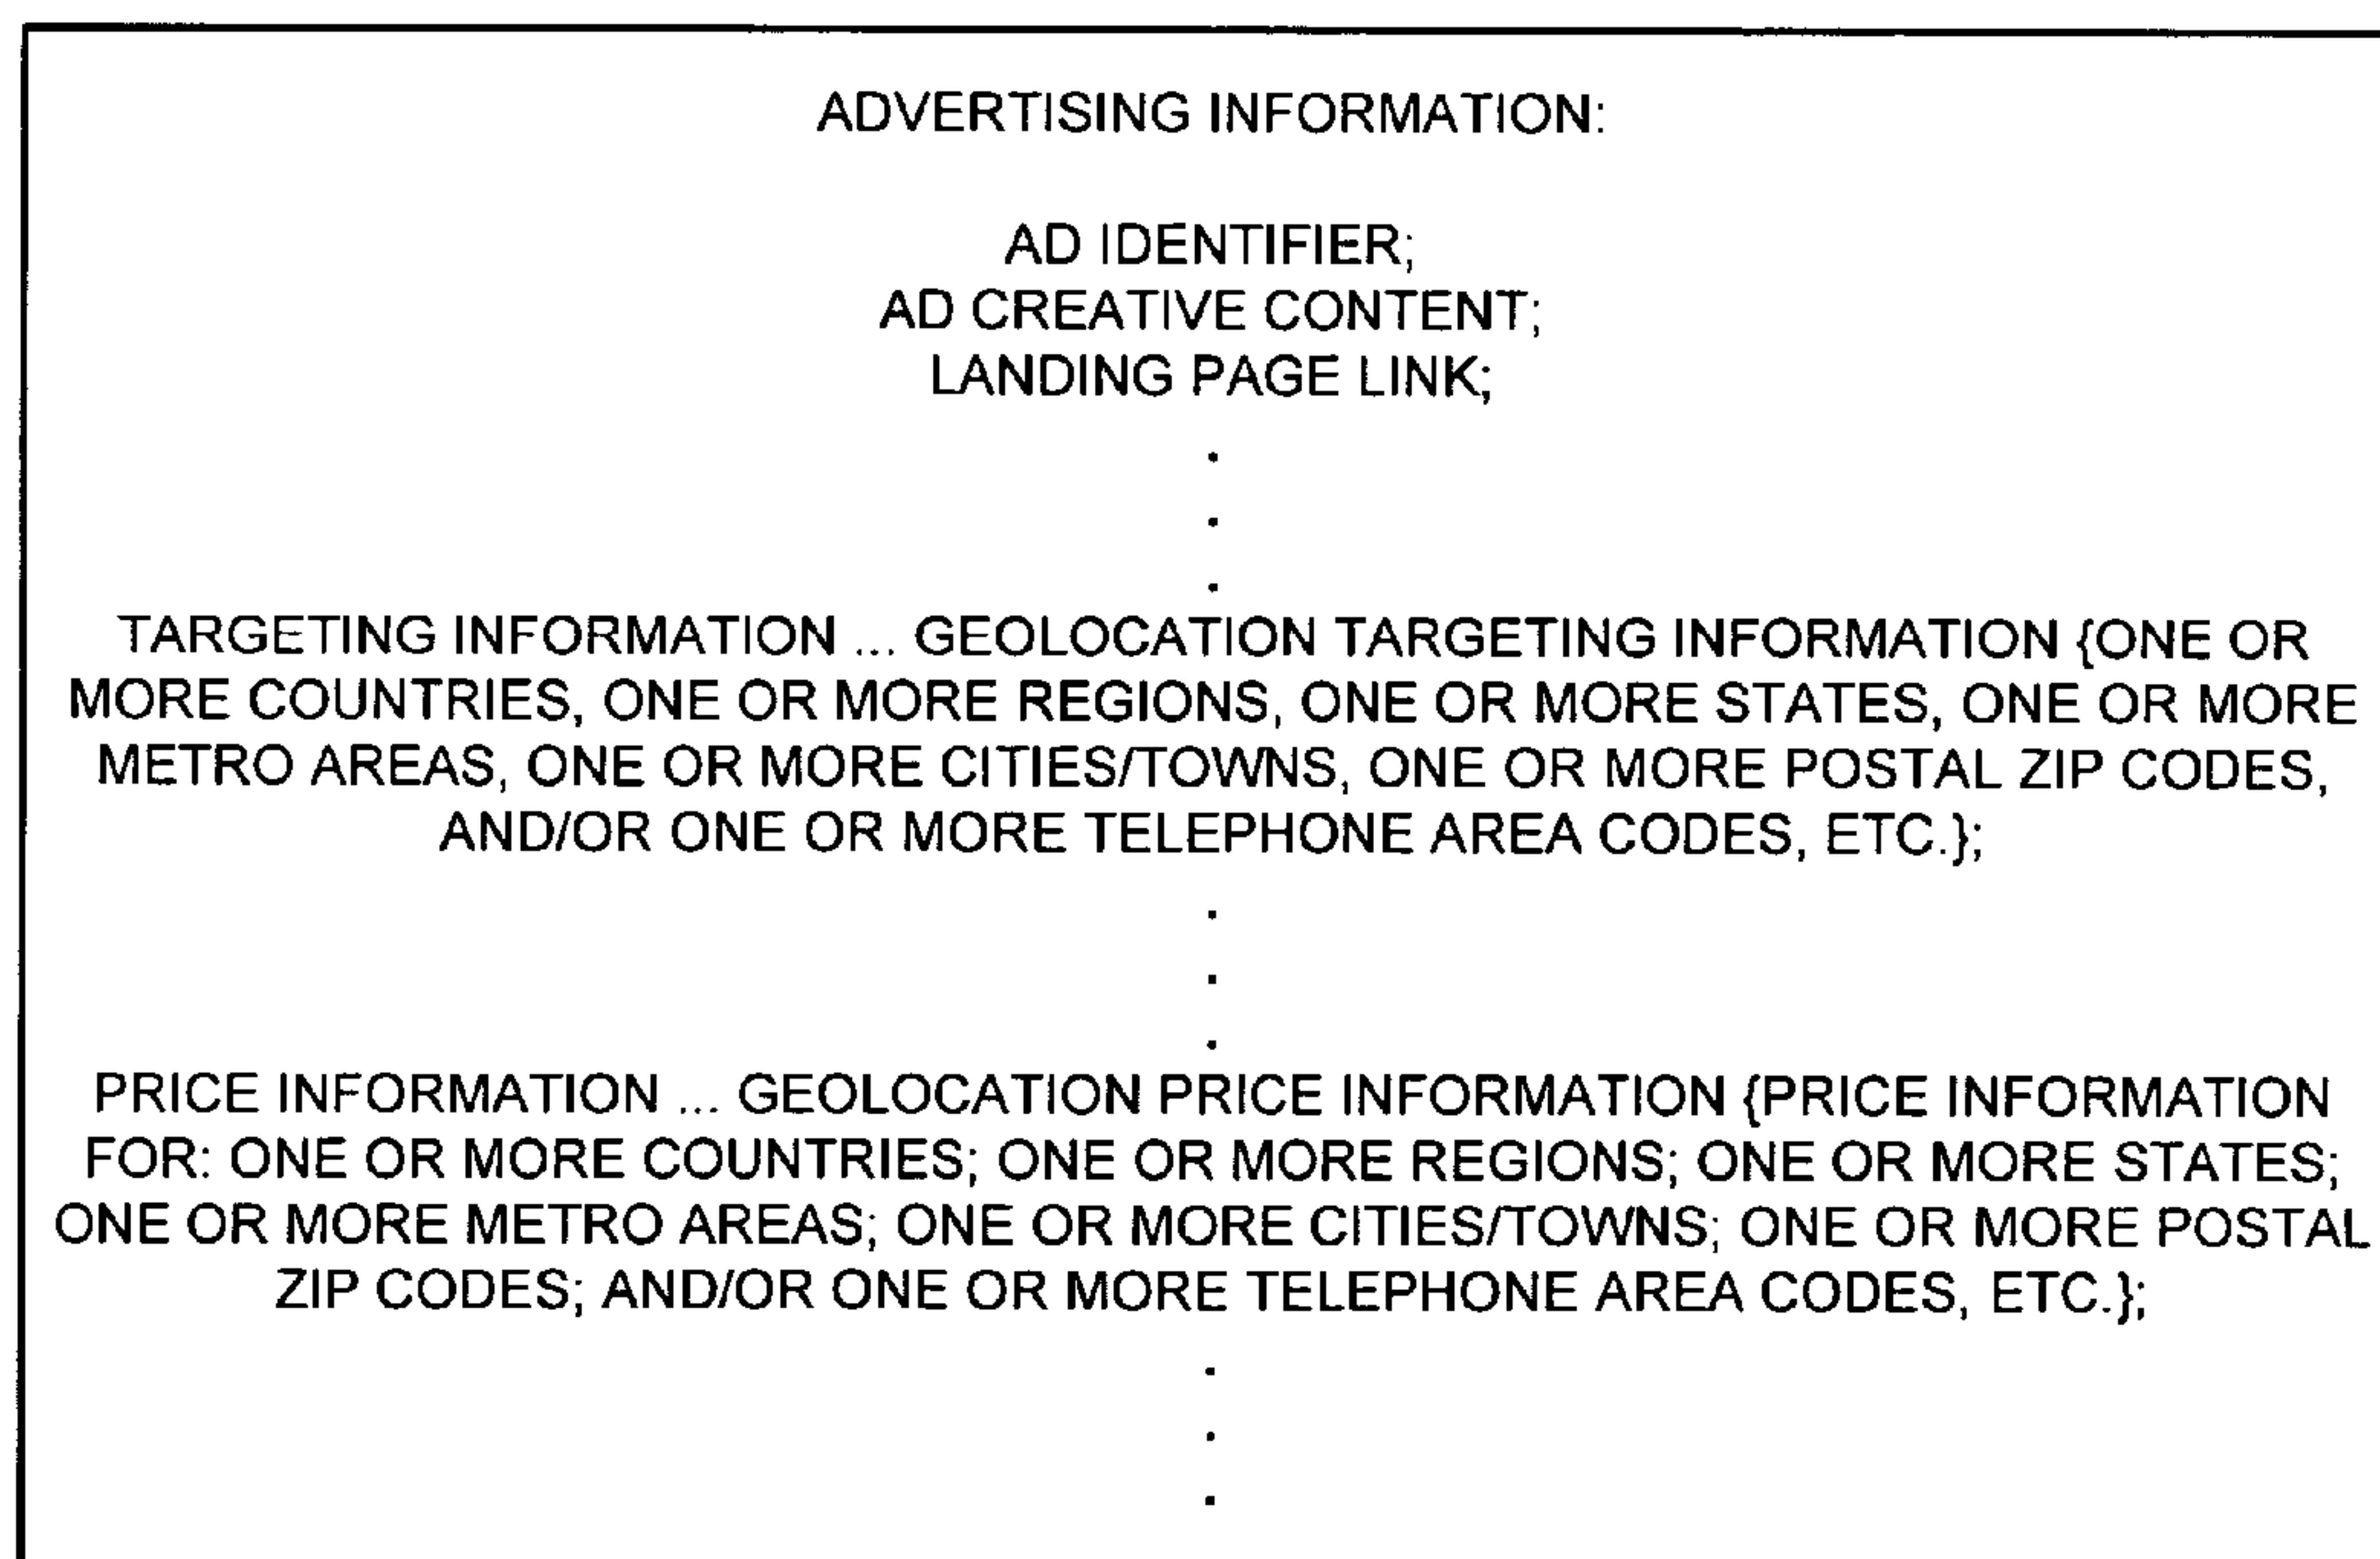 ADVERTISING INFORMATION:
AD IDENTIFIER;
AD CREATIVE CONTENT;
LANDING PAGE LINK;
.
.
.
TARGETING INFORMATION ... GEOLOCATION TARGETING INFORMATION {ONE OR
MORE COUNTRIES, ONE OR MORE REGIONS, ONE OR MORE STATES, ONE OR MORE
METRO AREAS, ONE OR MORE CITIES/TOWNS, ONE OR MORE POSTAL ZIP CODES,
AND/OR ONE OR MORE TELEPHONE AREA CODES, ETC.};
.
.
.
PRICE INFORMATION ... GEOLOCATION PRICE INFORMATION {PRICE INFORMATION
FOR: ONE OR MORE COUNTRIES; ONE OR MORE REGIONS; ONE OR MORE STATES;
ONE OR MORE METRO AREAS; ONE OR MORE CITIES/TOWNS; ONE OR MORE POSTAL
ZIP CODES; AND/OR ONE OR MORE TELEPHONE AREA CODES, ETC.};
.
.
.